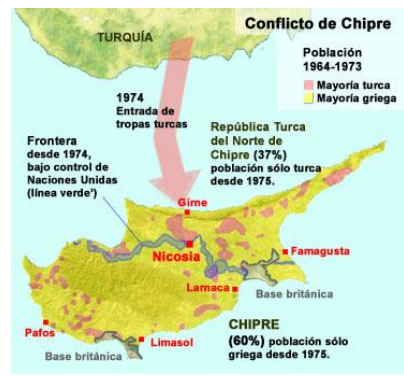 Conflicto de Chipre
TURQUÍA
Población
1964-1973
Mayoría turca
Mayoría griega
1974
Entrada de
tropas turcas
República Turca
del Norte de
Chipre (37%)
población sólo turca
desde 1975.
Frontera
desde 1974,
bajo control de
Naciones Unidas
(línea verde')
Girne
Nicosia
Famagusta
Larnaca
Base británica
CHIPRE
(60%) población sólo
griega desde 1975.
Pafos
Limasol
Base británica